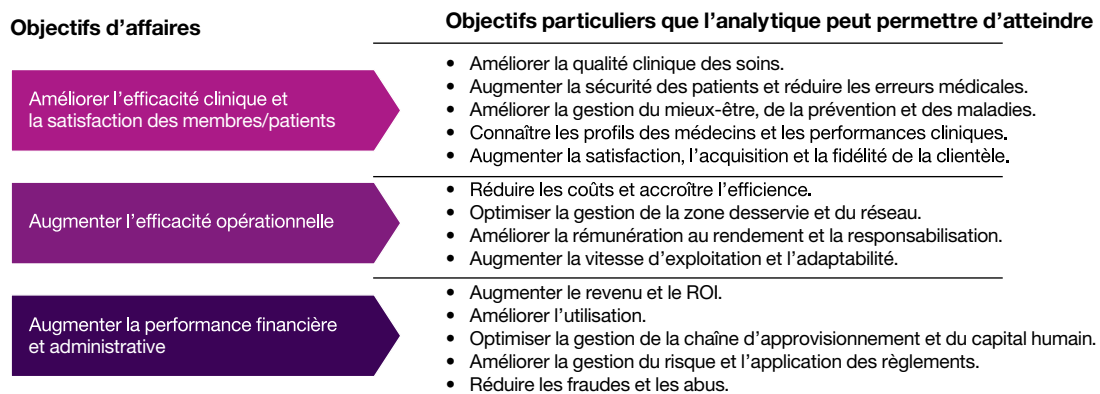 Objectifs d’affaires
Objectifs particuliers que l’analytique peut permettre d’atteindre
Améliorer l’efficacité clinique et
la satisfaction des membres/patients
• Améliorer la qualité clinique des soins.
• Augmenter la sécurité des patients et réduire les erreurs médicales.
• Améliorer la gestion du mieux-être, de la prévention et des maladies.
• Connaître les profils des médecins et les performances cliniques.
• Augmenter la satisfaction, l’acquisition et la fidélité de la clientèle.
Augmenter l’efficacité opérationnelle
• Réduire les coûts et accroître l’efficience.
• Optimiser la gestion de la zone desservie et du réseau.
• Améliorer la rémunération au rendement et la responsabilisation.
• Augmenter la vitesse d’exploitation et l’adaptabilité.
Augmenter la performance financière
et administrative
• Augmenter le revenu et le ROI.
• Améliorer l’utilisation.
• Optimiser la gestion de la chaîne d’approvisionnement et du capital humain.
• Améliorer la gestion du risque et l’application des règlements.
• Réduire les fraudes et les abus.